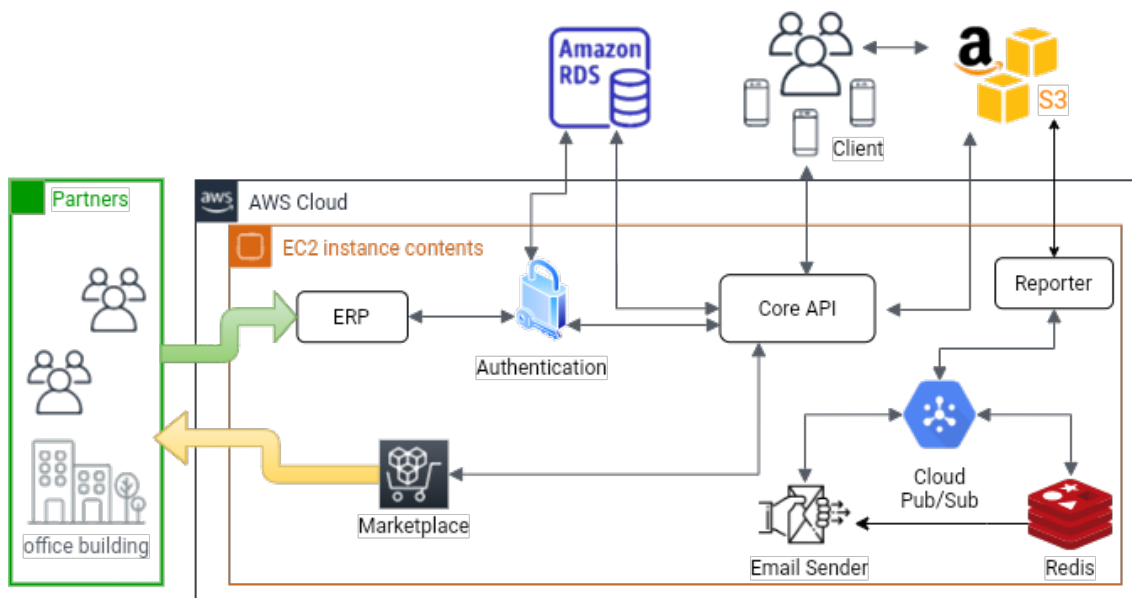 Amazon
RDS
a
S3
Client
Partners
aws
AWS Cloud
EC2 instance contents
Reporter
ERP
Core API
Authentication
Cloud
Pub/Sub
Marketplace
office building
Email Sender
Redis